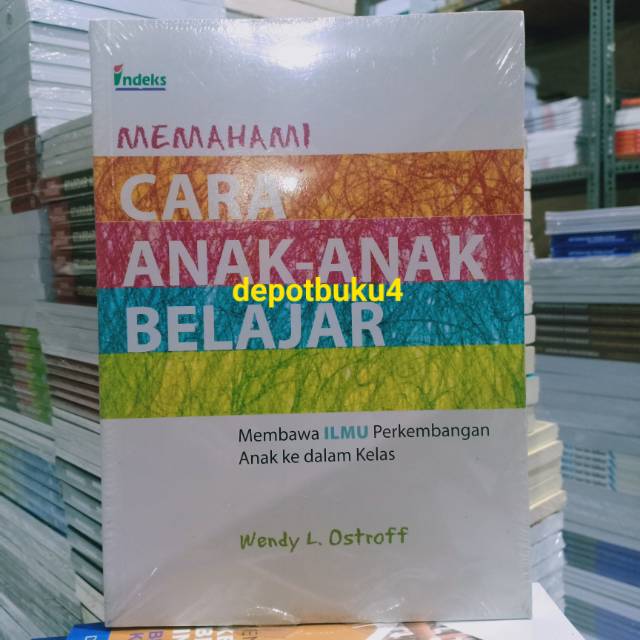 indeks
MEMAHAMI
CARA
ANAK-ANAK
depotbuku4
BELAJAR
Membawa ILMU Perkembangan
Anak ke dalam Kelas
Wendy L. Ostroff